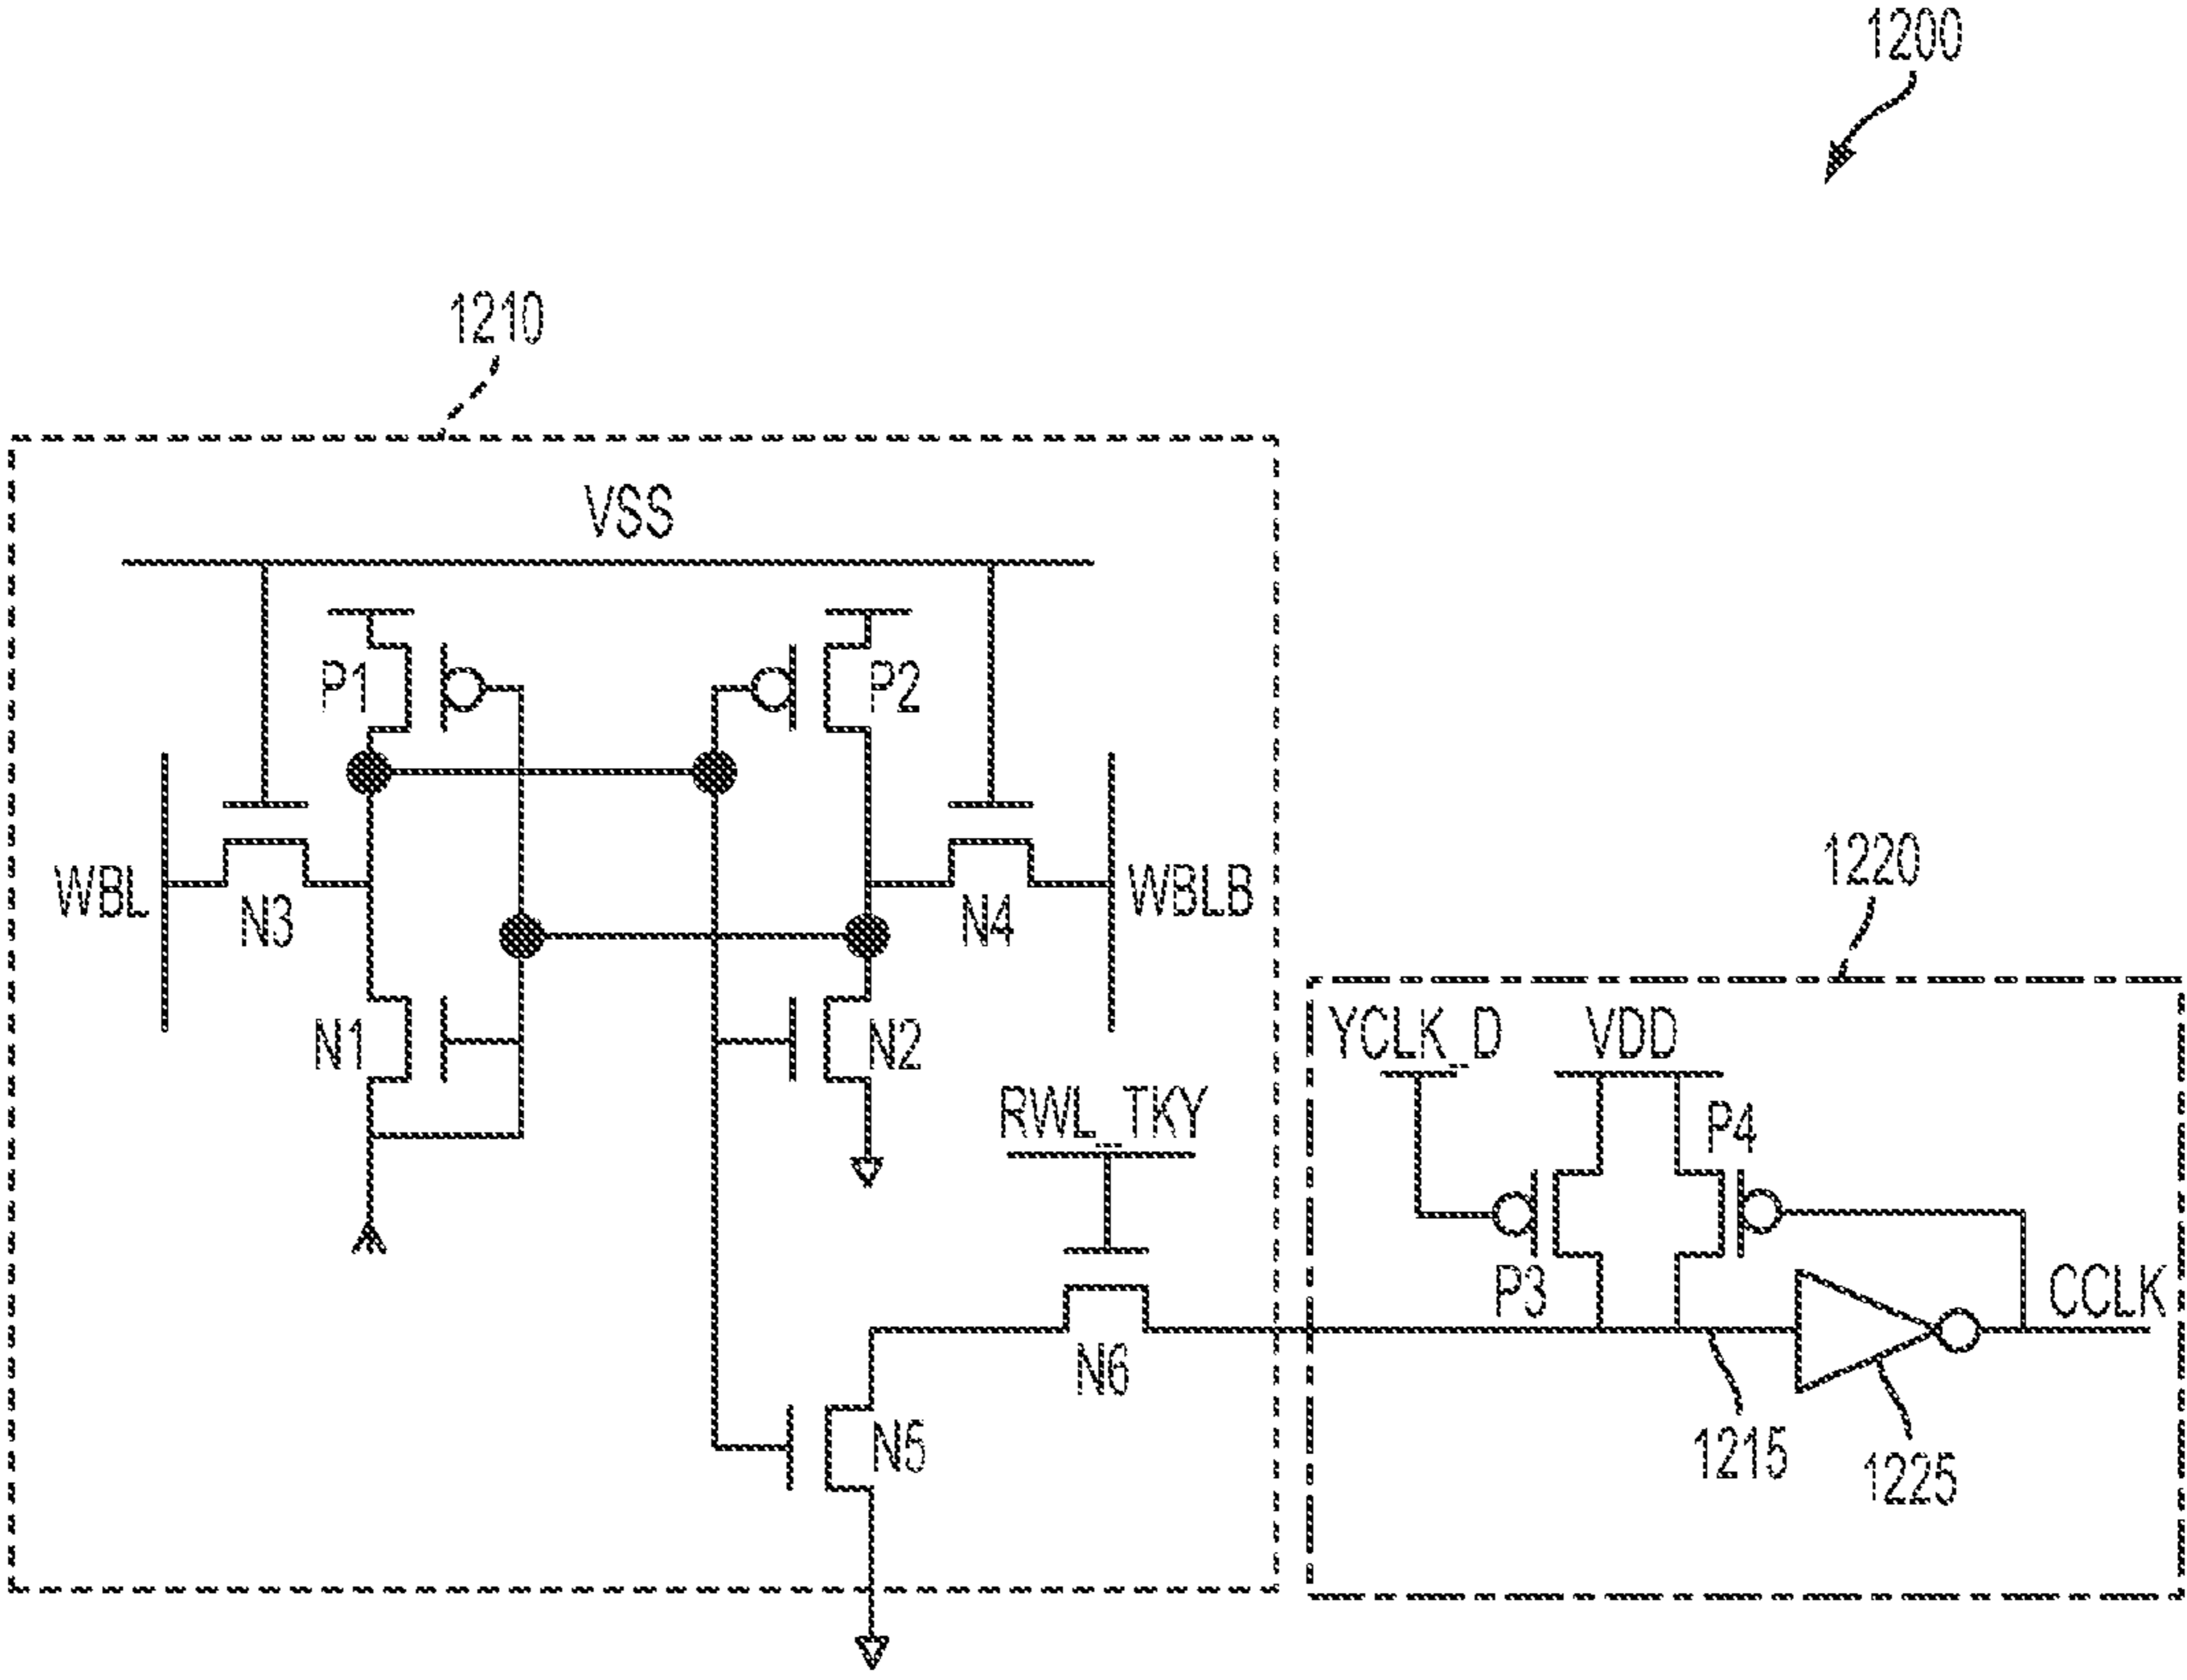 1200
1210
VSS
P1
P2
WBL
N3
N4
WBLB
1220
N1
N2
YCLK_D
VDD
RWL_TKY
P4
P3
CCLK
N6
N5
1215
1225